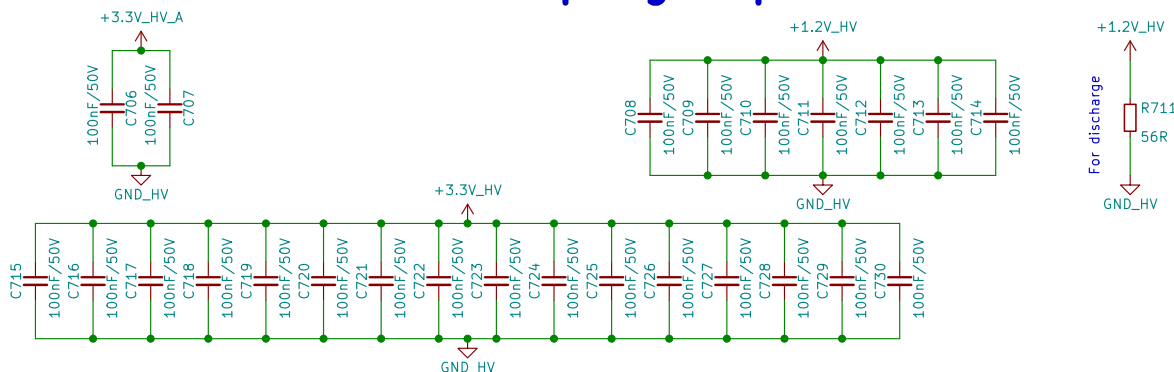 +3.3V_HV_A
100nF/50V
C706
100nF/50V
C707
GND_HV
+1.2V_HV
C708
100nF/50V
C709
100nF/50V
C710
100nF/50V
C711
100nF/50V
C712
100nF/50V
C713
100nF/50V
C714
100nF/50V
GND_HV
+1.2V_HV
For discharge
R711
56R
GND_HV
+3.3V_HV
C715
100nF/50V
C716
100nF/50V
C717
100nF/50V
C718
100nF/50V
C719
100nF/50V
C720
100nF/50V
C721
100nF/50V
C722
100nF/50V
C723
100nF/50V
C724
100nF/50V
C725
100nF/50V
C726
100nF/50V
C727
100nF/50V
C728
100nF/50V
C729
100nF/50V
C730
100nF/50V
GND_HV